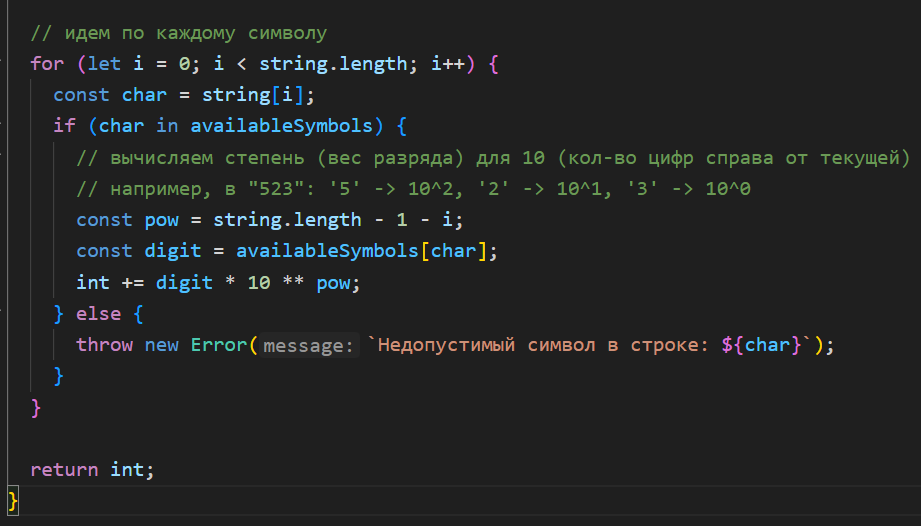 // идем по каждому символу
for (let i = 0; i < string.length; i++) {
const char = string[i];
if (char in availableSymbols) {
// вычисляем степень (вес разряда) для 10 (кол-во цифр справа от текущей)
// например, в "523": '5' -> 10^2, '2' -> 10^1, '3' -> 10^0
const pow = string.length - 1 - i;
const digit = availableSymbols[char];
int += digit * 10 ** pow;
} else {
throw new Error(message: `Недопустимый символ в строке: ${char}`);
}
}
return int;
}